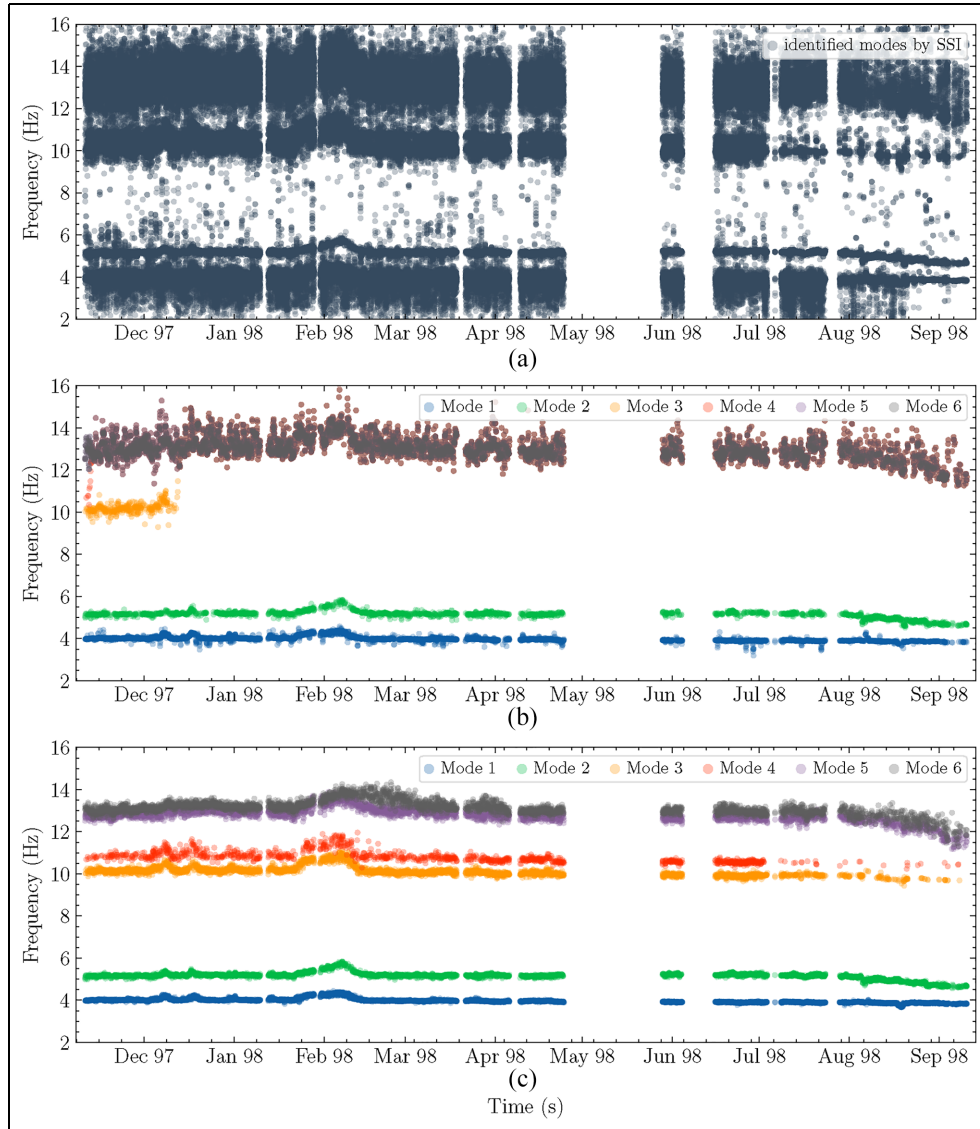 16
14
12
10
8
6
4
2
Frequency (Hz)
identified modes by SSI
Dec 97 Jan 98 Feb 98 Mar 98 Apr 98 May 98 Jun 98 Jul 98 Aug 98 Sep 98
(a)
16
14
12
10
8
6
4
2
Frequency (Hz)
Mode 1 Mode 2 Mode 3 Mode 4 Mode 5 Mode 6
Dec 97 Jan 98 Feb 98 Mar 98 Apr 98 May 98 Jun 98 Jul 98 Aug 98 Sep 98
(b)
16
14
12
10
8
6
4
2
Frequency (Hz)
Mode 1 Mode 2 Mode 3 Mode 4 Mode 5 Mode 6
Dec 97 Jan 98 Feb 98 Mar 98 Apr 98 May 98 Jun 98 Jul 98 Aug 98 Sep 98
(c)
Time (s)